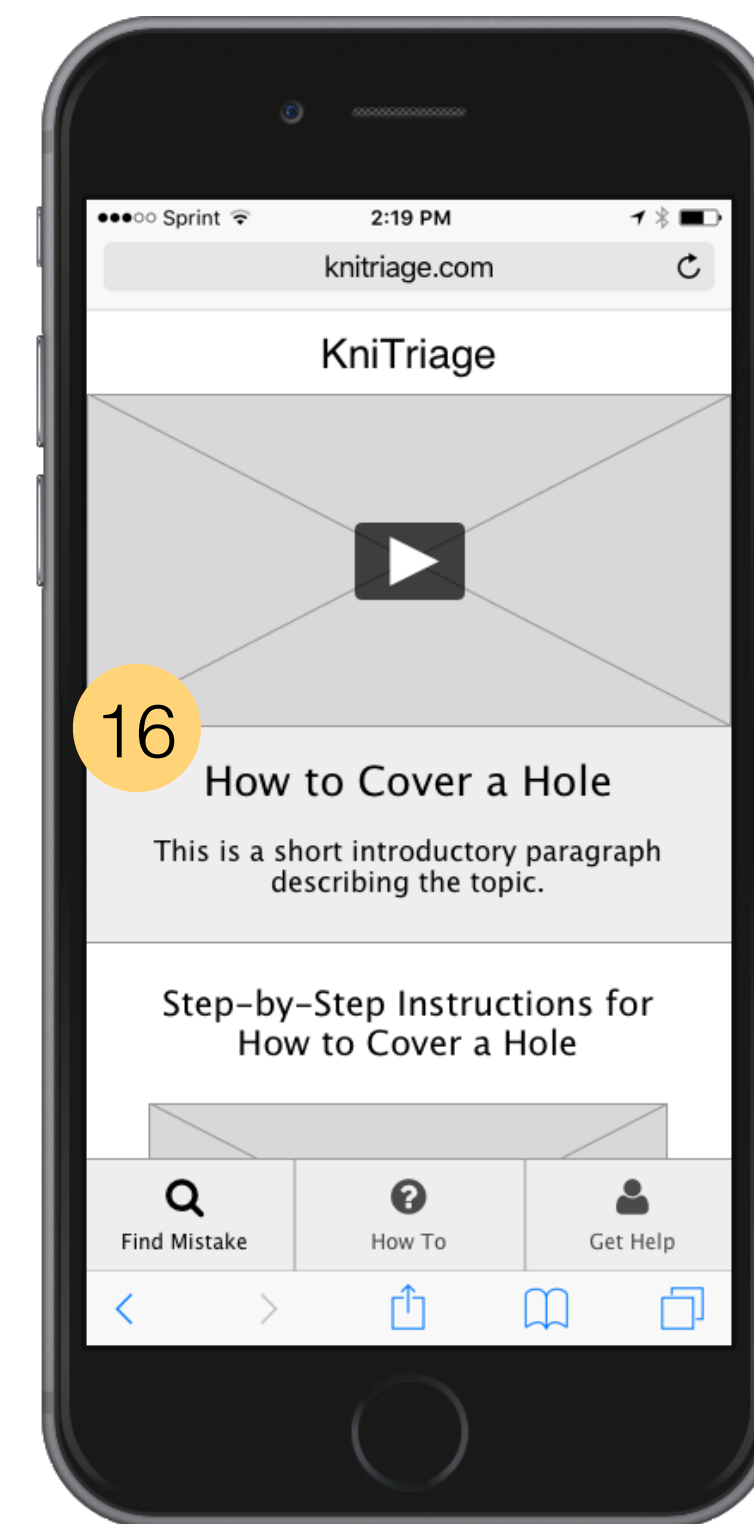 Sprint 2:19 PM
knitriage.com
KniTriage
16
How to Cover a Hole
This is a short introductory paragraph
describing the topic.
Step-by-Step Instructions for
How to Cover a Hole
Find Mistake How To Get Help